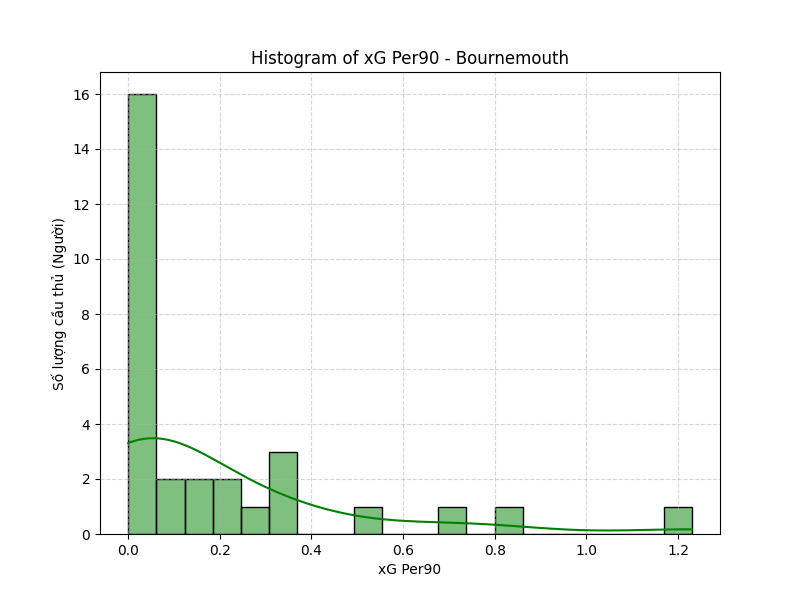 Histogram of xG Per90 - Bournemouth
Số lượng cầu thủ (Người)
16
14
12
10
8
6
4
2
0
0.0 0.2 0.4 0.6 0.8 1.0 1.2
xG Per90